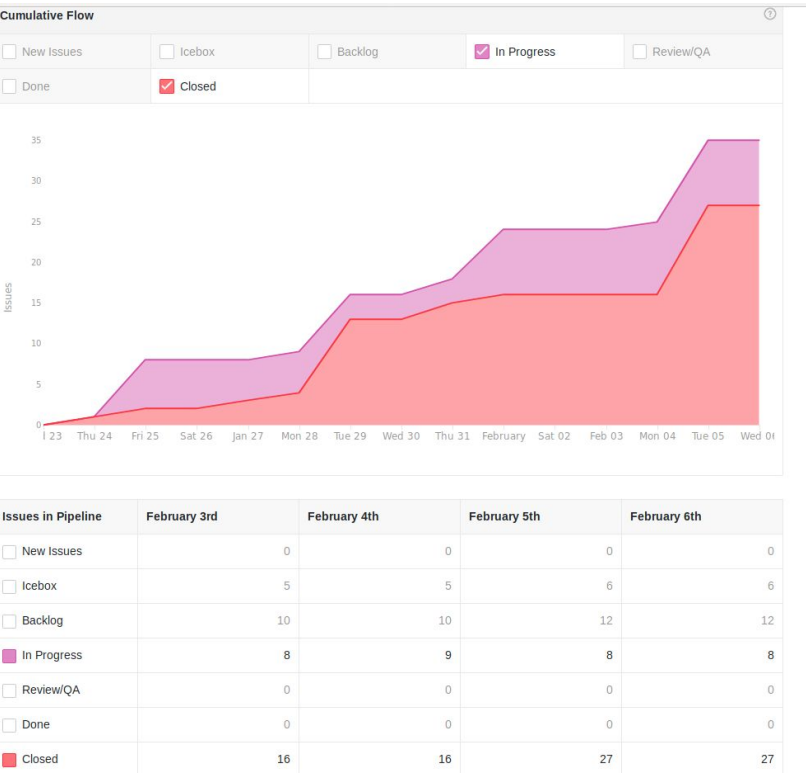 Cumulative Flow
New Issues Icebox Backlog In Progress Review/QA
Done Closed
35
30
25
20
15
10
5
0
Issues
23 Thu 24 Fri 25 Sat 26 Jan 27 Mon 28 Tue 29 Wed 30 Thu 31 February Sat 02 Feb 03 Mon 04 Tue 05 Wed
Issues in Pipeline February 3rd February 4th February 5th February 6th
New Issues 0 0 0 0
Icebox 5 5 6 6
Backlog 10 10 12 12
In Progress 8 9 8 8
Review/QA 0 0 0 0
Done 0 0 0 0
Closed 16 16 27 27